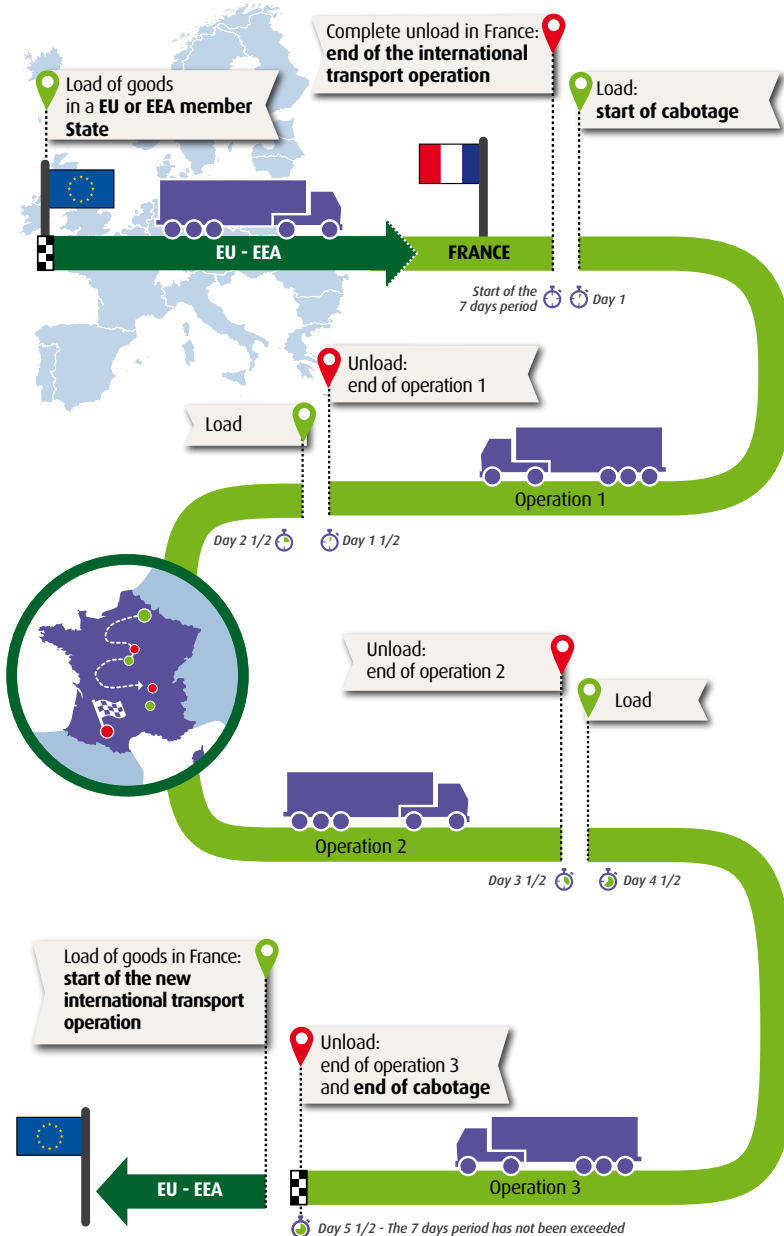 Complete unload in France:
end of the international
transport operation
Load of goods
in a EU or EEA member
State
Load:
start of cabotage
EU - EEA
FRANCE
Start of the
7 days period
Day 1
Unload:
end of operation 1
Load
Operation 1
Day 2 1/2
Day 1 1/2
Unload:
end of operation 2
Load
Operation 2
Day 3 1/2
Day 4 1/2
Load of goods in France:
start of the new
international transport
operation
Unload:
end of operation 3
and end of cabotage
EU - EEA
Operation 3
Day 5 1/2 - The 7 days period has not been exceeded